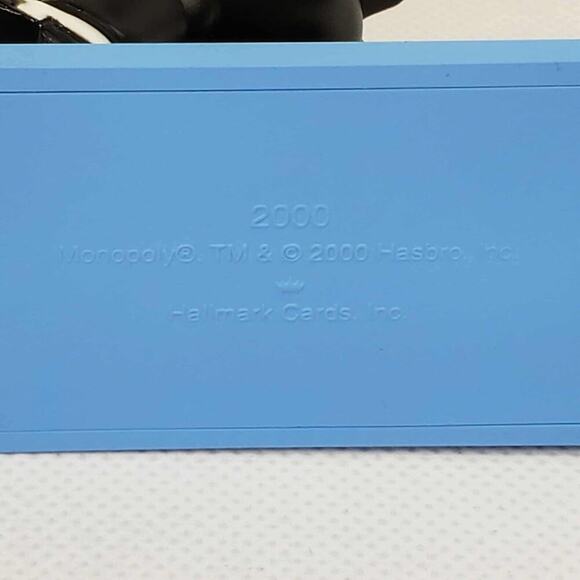 2000
Monopoly®, TM & © 2000 Hasbro, Inc.
Hallmark Cards, Inc.